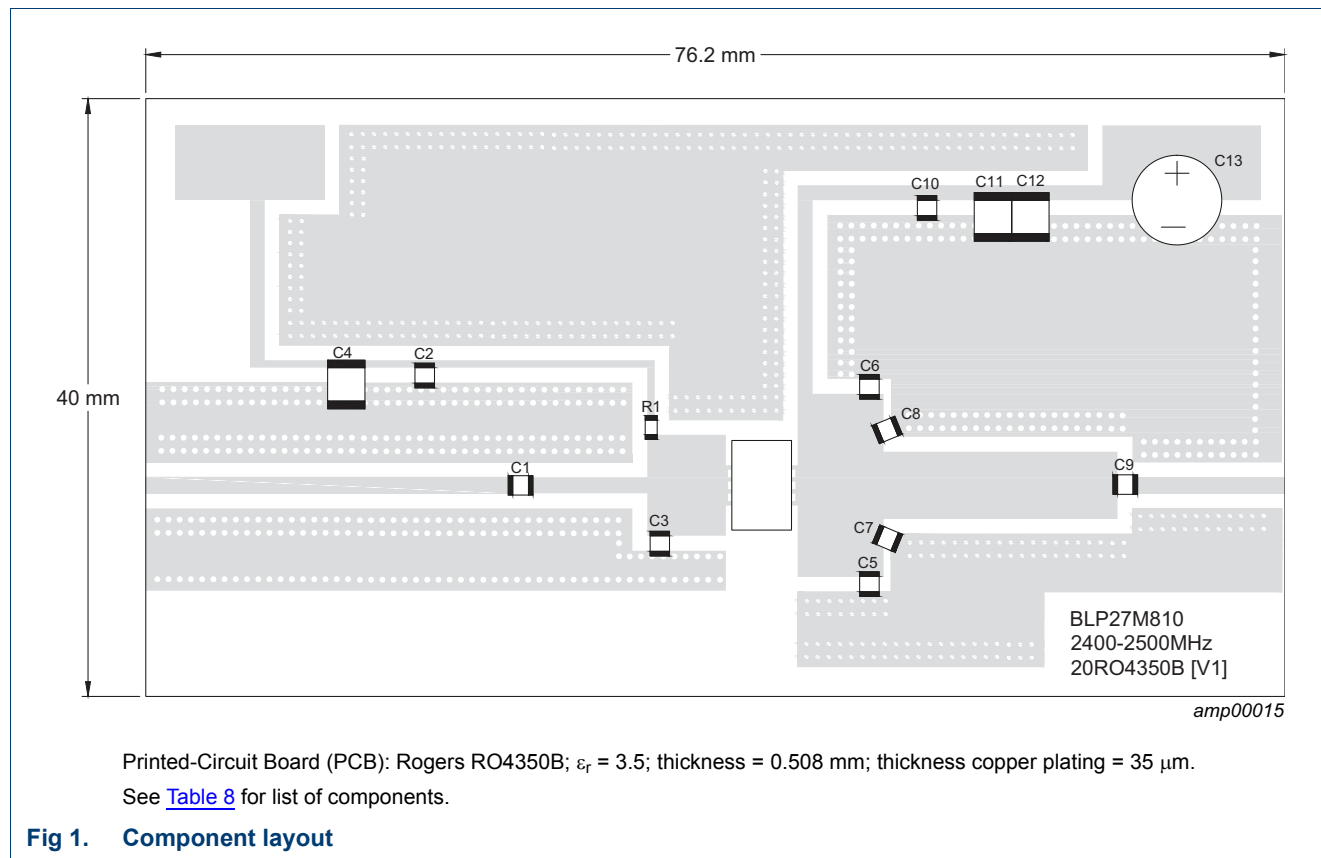 76.2 mm
40 mm
C13
C10
C11
C12
C4
C2
C6
R1
C8
C1
C9
C3
C7
C5
BLP27M810
2400-2500MHz
20RO4350B [V1]
amp00015
Printed-Circuit Board (PCB): Rogers RO4350B; εr = 3.5; thickness = 0.508 mm; thickness copper plating = 35 μm.
See Table 8 for list of components.
Fig 1. Component layout